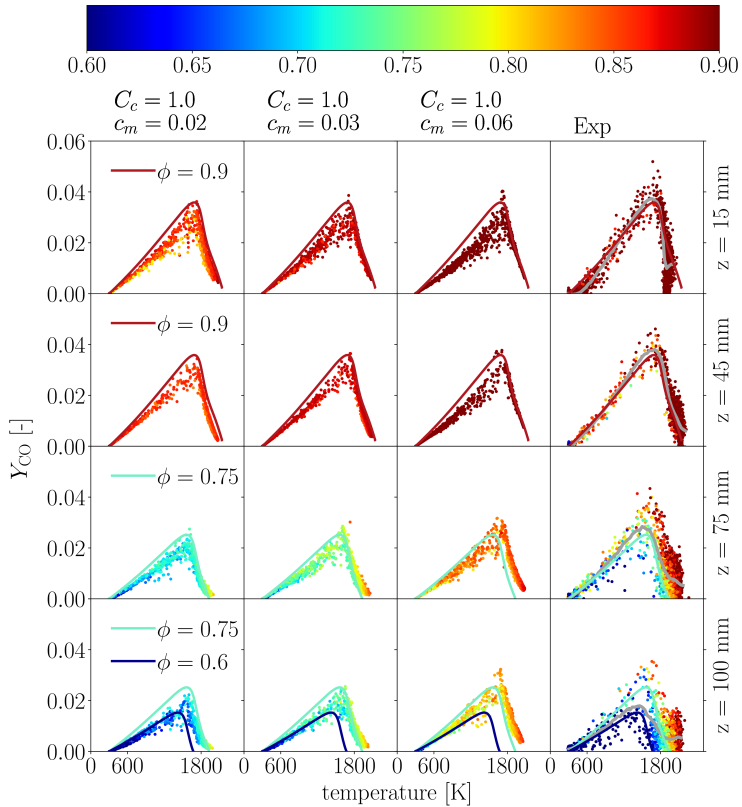 0.60 0.65 0.70 0.75 0.80 0.85 0.90
C_c = 1.0 C_c = 1.0 C_c = 1.0
c_m = 0.02 c_m = 0.03 c_m = 0.06 Exp
0.06
ϕ = 0.9
0.04
0.02
0.00
z = 15 mm
ϕ = 0.9
0.04
0.02
0.00
z = 45 mm
Y_CO [-]
ϕ = 0.75
0.04
0.02
0.00
z = 75 mm
ϕ = 0.75
0.04
ϕ = 0.6
0.02
0.00
z = 100 mm
0 600 1800 0 600 1800 0 600 1800 0 600 1800
temperature [K]